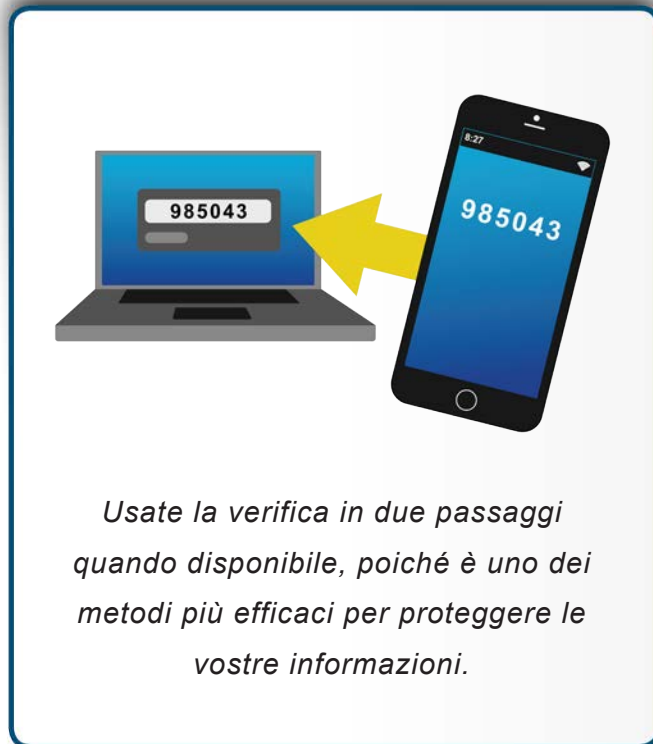 8:27
985043
985043
Usate la verifica in due passaggi
quando disponibile, poiché è uno dei
metodi più efficaci per proteggere le
vostre informazioni.